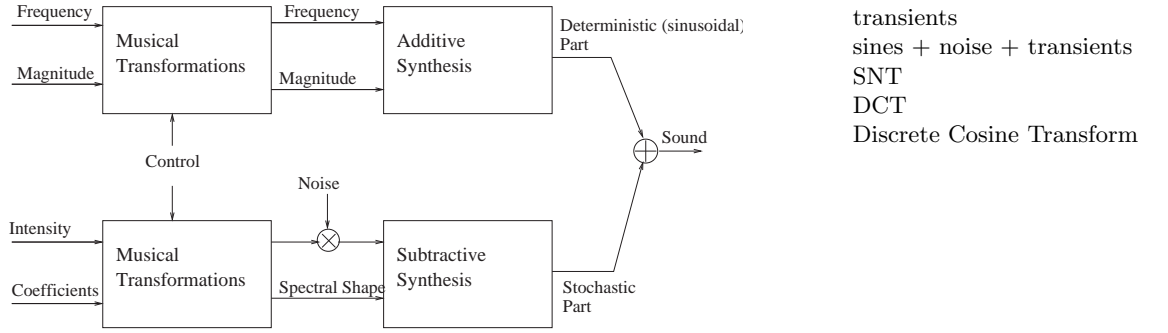 Frequency
Magnitude
Musical
Transformations
Frequency
Magnitude
Additive
Synthesis
Deterministic (sinusoidal)
Part
Control
Noise
Sound
Intensity
Coefficients
Musical
Transformations
Spectral Shape
Subtractive
Synthesis
Stochastic
Part
transients
sines + noise + transients
SNT
DCT
Discrete Cosine Transform